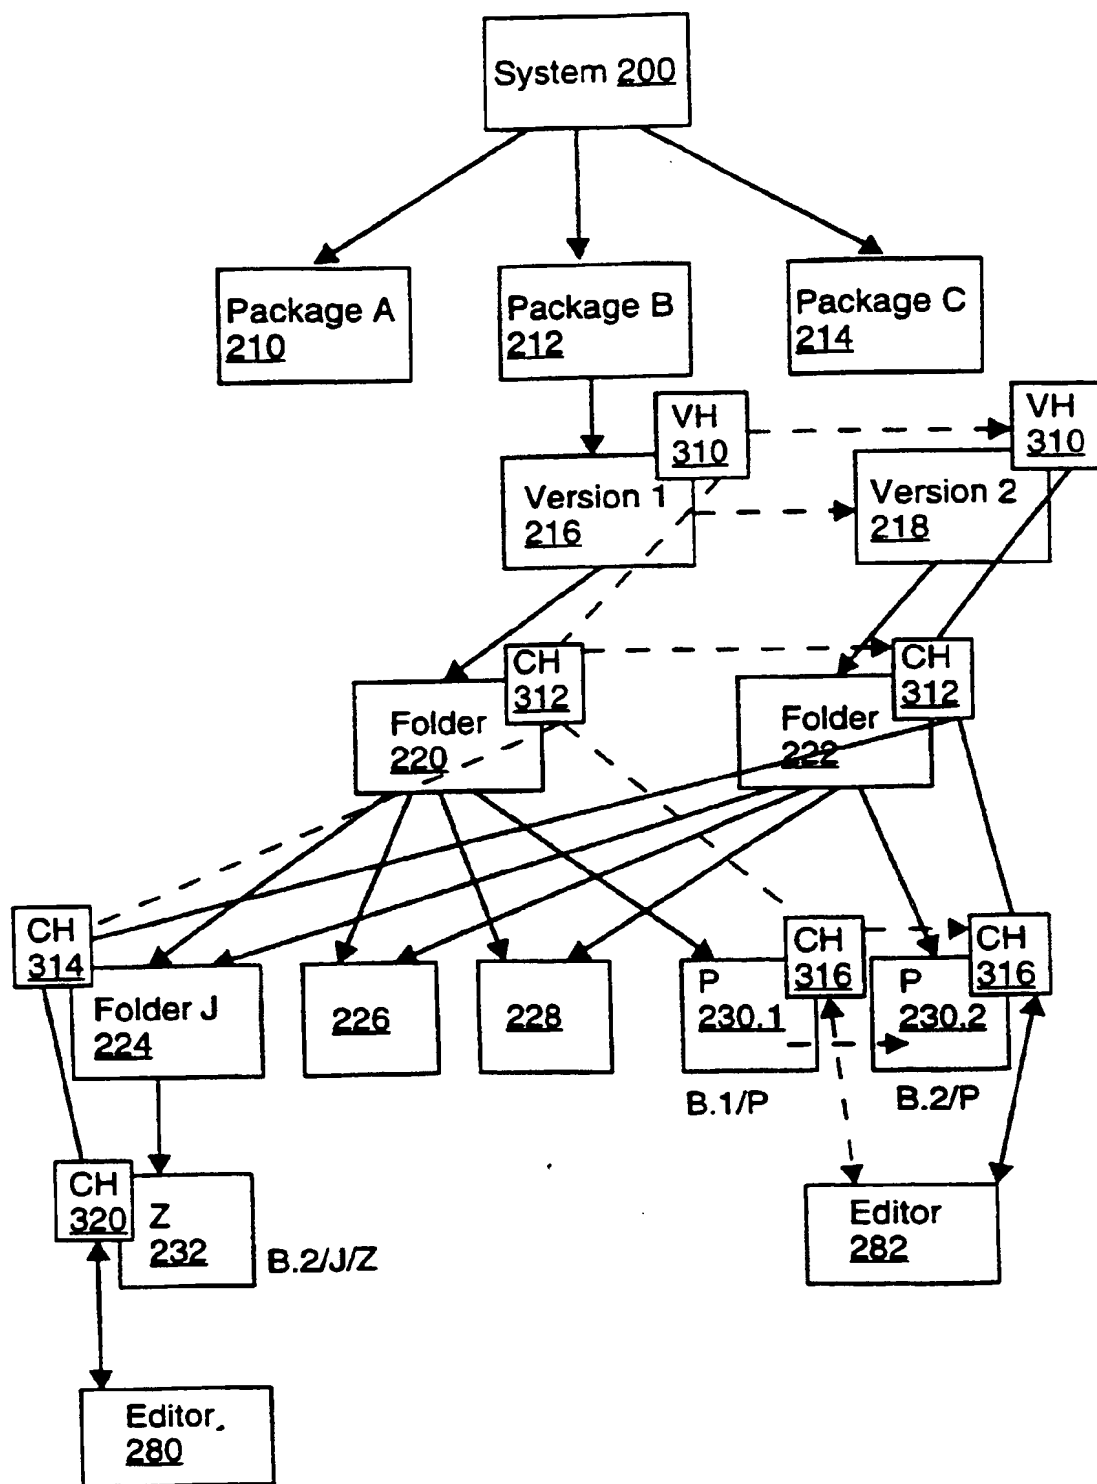 System 200
Package A
210
Package B
212
Package C
214
VH
310
VH
310
Version 1
216
Version 2
218
CH
312
CH
312
Folder
220
Folder
222
CH
314
CH
316
CH
316
Folder J
224
226
228
P
230.1
P
230.2
B.1/P
B.2/P
CH
320
Z
232
B.2/J/Z
Editor
282
Editor
280